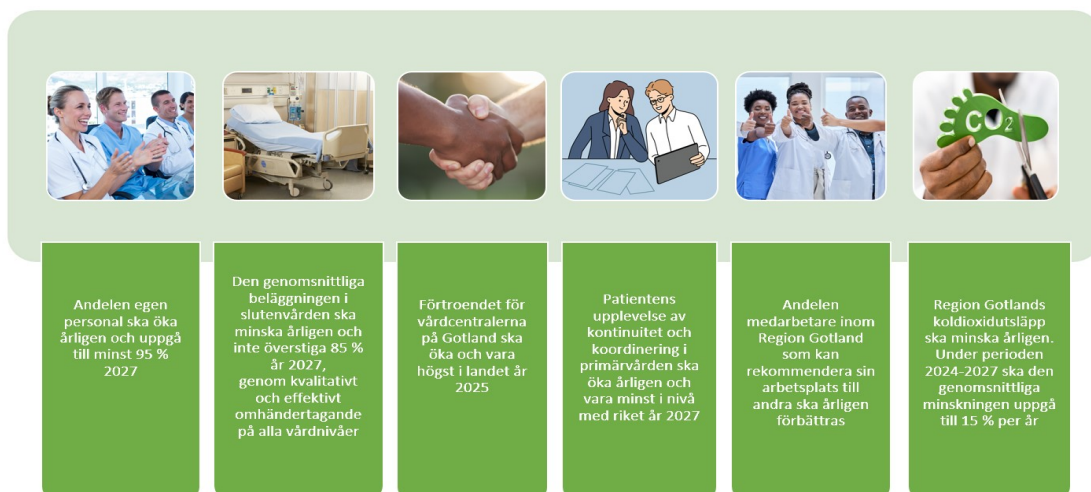 CO2
Andelen egen
personal ska öka
årligen och uppgå
till minst 95 %
2027
Den genomsnittliga
beläggningen i
slutenvården ska
minska årligen och
inte överstiga 85 %
år 2027,
genom kvalitativt
och effektivt
omhändertagande
på alla vårdnivåer
Förtroendet för
vårdcentralerna
på Gotland ska
öka och vara
högst i landet år
2025
Patientens
upplevelse av
kontinuitet och
koordinering i
primärvården ska
öka årligen och
vara minst i nivå
med riket år 2027
Andelen
medarbetare inom
Region Gotland
som kan
rekommendera sin
arbetsplats till
andra ska årligen
förbättras
Region Gotlands
koldioxidutsläpp
ska minska årligen.
Under perioden
2024-2027 ska den
genomsnittliga
minskningen uppgå
till 15 % per år